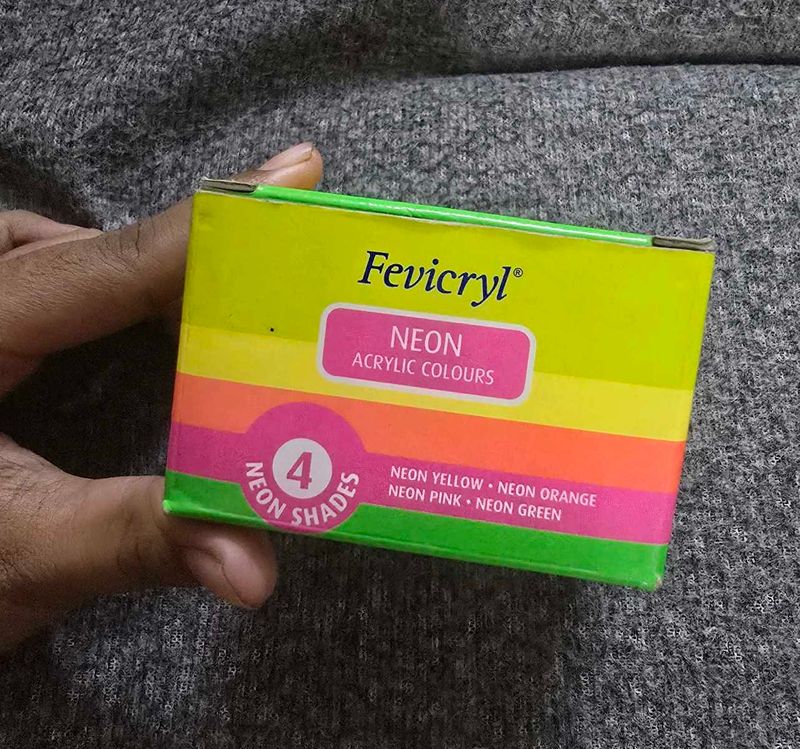 Fevicryl®
NEON
ACRYLIC COLOURS
4
NEON SHADES
NEON YELLOW • NEON ORANGE
NEON PINK • NEON GREEN